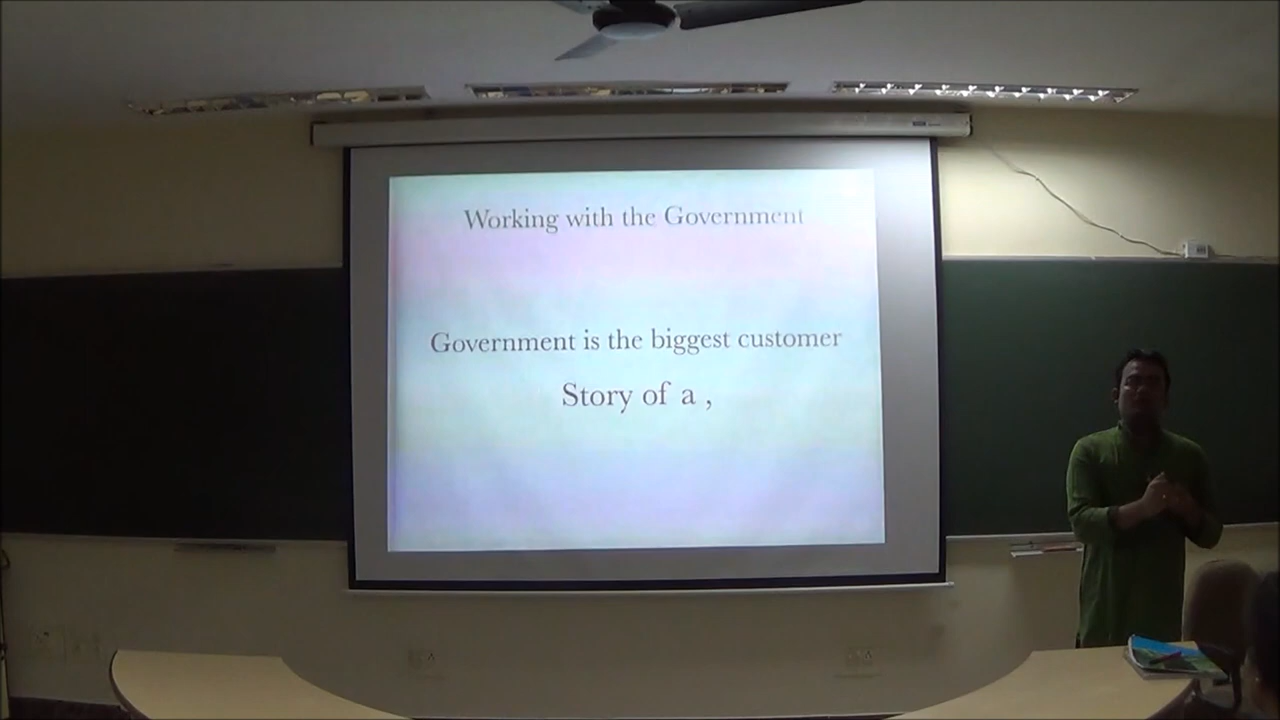 Working with the Government
Government is the biggest customer
Story of a ,